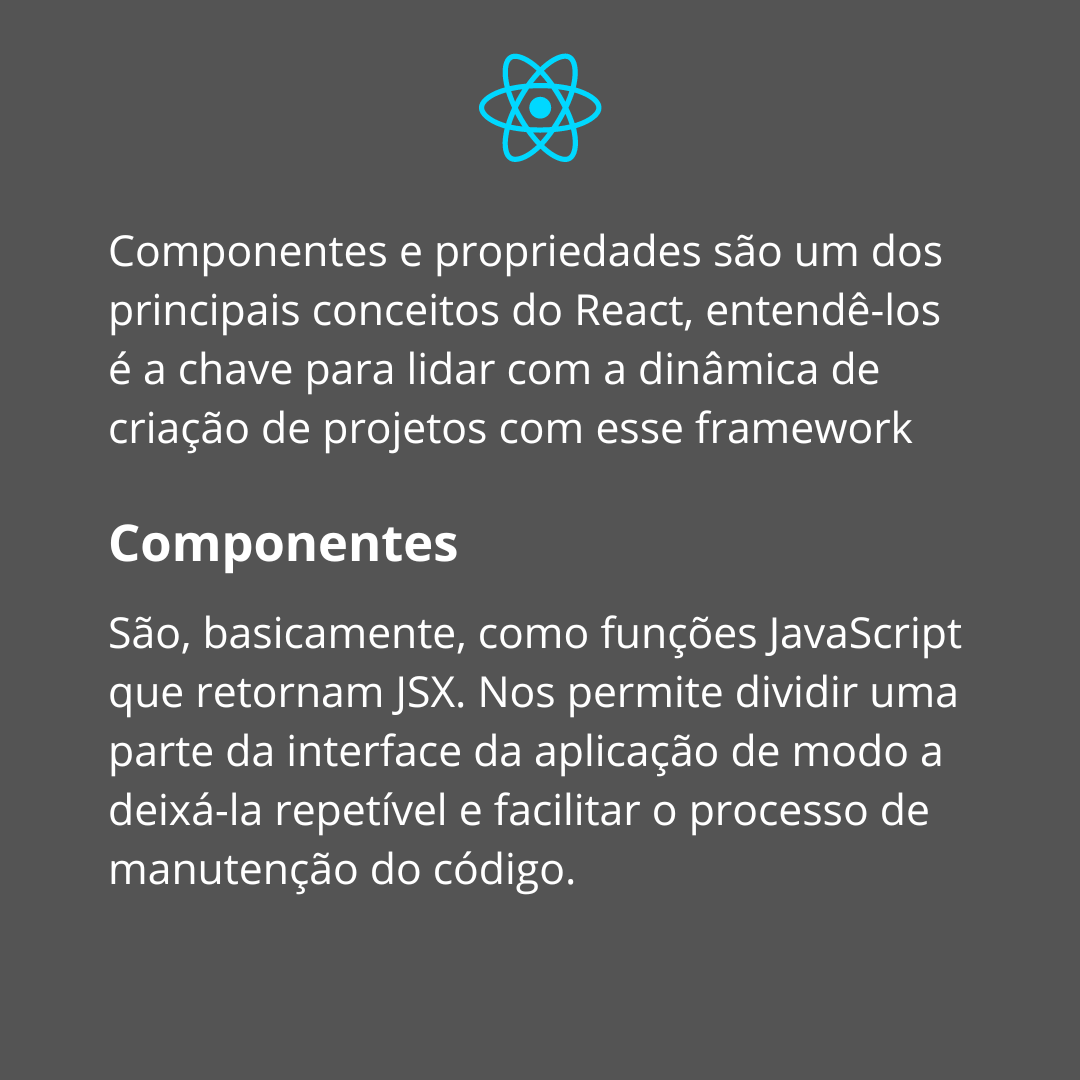 Componentes e propriedades são um dos
principais conceitos do React, entendê-los
é a chave para lidar com a dinâmica de
criação de projetos com esse framework
Componentes
São, basicamente, como funções JavaScript
que retornam JSX. Nos permite dividir uma
parte da interface da aplicação de modo a
deixá-la repetível e facilitar o processo de
manutenção do código.